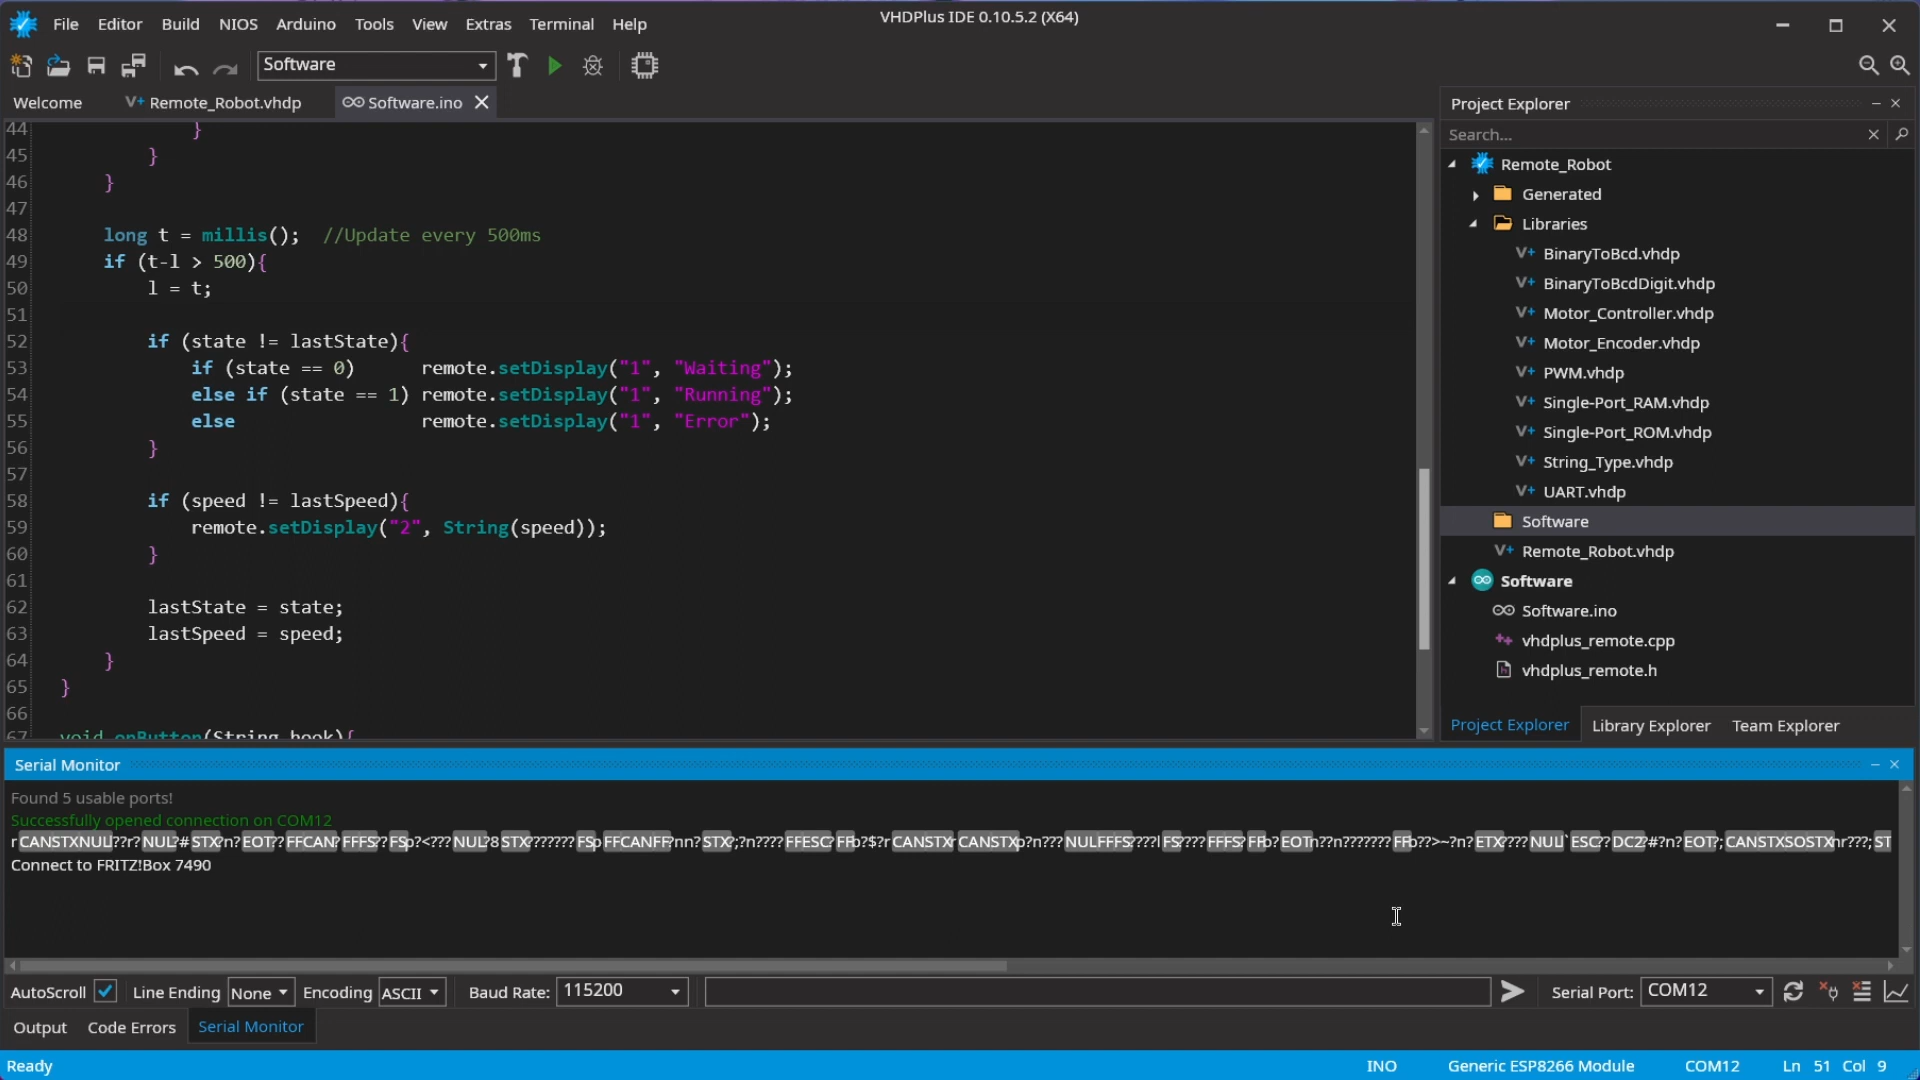 VHDPlus IDE 0.10.5.2 (X64)
File Editor Build NIOS Arduino Tools View Extras Terminal Help
Software
Welcome V+ Remote_Robot.vhdp Software.ino
44 }
45 }
46 }
47
48 long t = millis(); //Update every 500ms
49 if (t-l > 500){
50 l = t;
51
52 if (state != lastState){
53 if (state == 0) remote.setDisplay("1", "Waiting");
54 else if (state == 1) remote.setDisplay("1", "Running");
55 else remote.setDisplay("1", "Error");
56 }
57
58 if (speed != lastSpeed){
59 remote.setDisplay("2", String(speed));
60 }
61
62 lastState = state;
63 lastSpeed = speed;
64 }
65 }
66
67 void onButton(String hook){
Project Explorer
Search...
Remote_Robot
Generated
Libraries
V+ BinaryToBcd.vhdp
V+ BinaryToBcdDigit.vhdp
V+ Motor_Controller.vhdp
V+ Motor_Encoder.vhdp
V+ PWM.vhdp
V+ Single-Port_RAM.vhdp
V+ Single-Port_ROM.vhdp
V+ String_Type.vhdp
V+ UART.vhdp
Software
V+ Remote_Robot.vhdp
Software
Software.ino
vhdplus_remote.cpp
vhdplus_remote.h
Project Explorer Library Explorer Team Explorer
Serial Monitor
Found 5 usable ports!
Successfully opened connection on COM12
Connect to FRITZ!Box 7490
AutoScroll Line Ending None Encoding ASCII Baud Rate: 115200 Serial Port: COM12
Output Code Errors Serial Monitor
Ready INO Generic ESP8266 Module COM12 Ln 51 Col 9